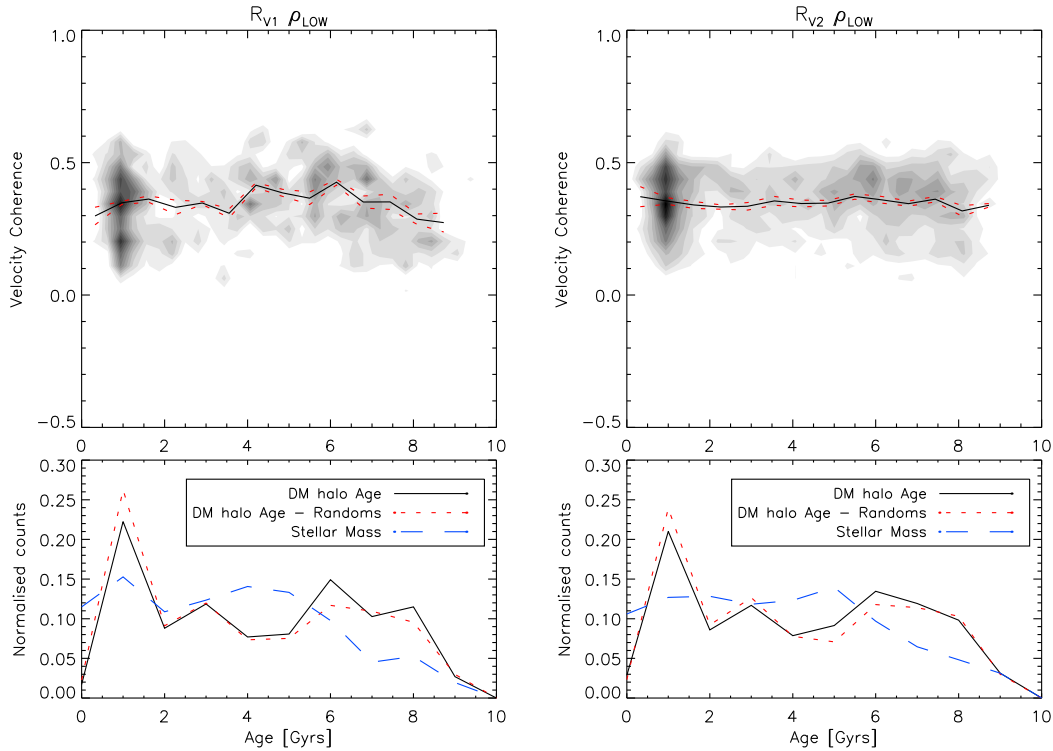 R_V1 ρ_LOW
1.0
0.5
0.0
−0.5
Velocity Coherence
0 2 4 6 8 10
R_V2 ρ_LOW
1.0
0.5
0.0
−0.5
Velocity Coherence
0 2 4 6 8 10
0.30
0.25
0.20
0.15
0.10
0.05
0.00
Normalised counts
DM halo Age
DM halo Age − Randoms
Stellar Mass
0 2 4 6 8 10
Age [Gyrs]
0.30
0.25
0.20
0.15
0.10
0.05
0.00
Normalised counts
DM halo Age
DM halo Age − Randoms
Stellar Mass
0 2 4 6 8 10
Age [Gyrs]